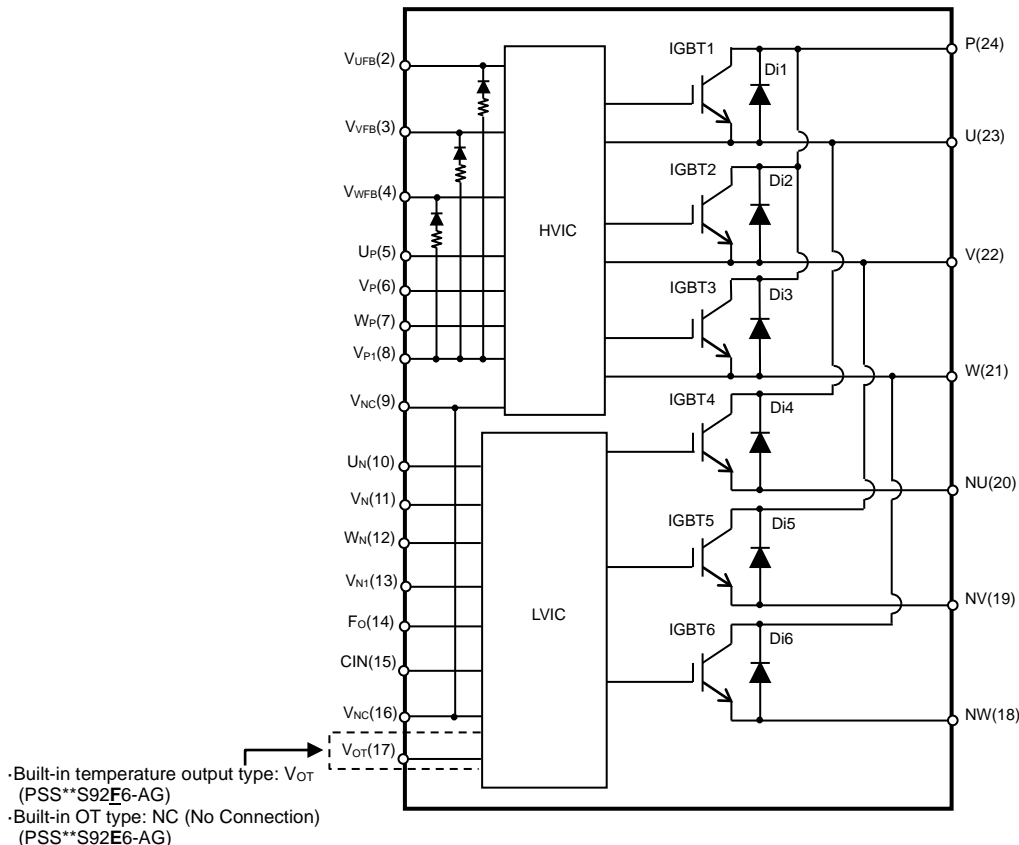 VUFB(2)
VVFB(3)
VWFB(4)
UP(5)
VP(6)
WP(7)
VP1(8)
VNC(9)
UN(10)
VN(11)
WN(12)
VN1(13)
FO(14)
CIN(15)
VNC(16)
VOT(17)
HVIC
LVIC
IGBT1
Di1
IGBT2
Di2
IGBT3
Di3
IGBT4
Di4
IGBT5
Di5
IGBT6
Di6
P(24)
U(23)
V(22)
W(21)
NU(20)
NV(19)
NW(18)
·Built-in temperature output type: VOT
(PSS**S92F6-AG)
·Built-in OT type: NC (No Connection)
(PSS**S92E6-AG)